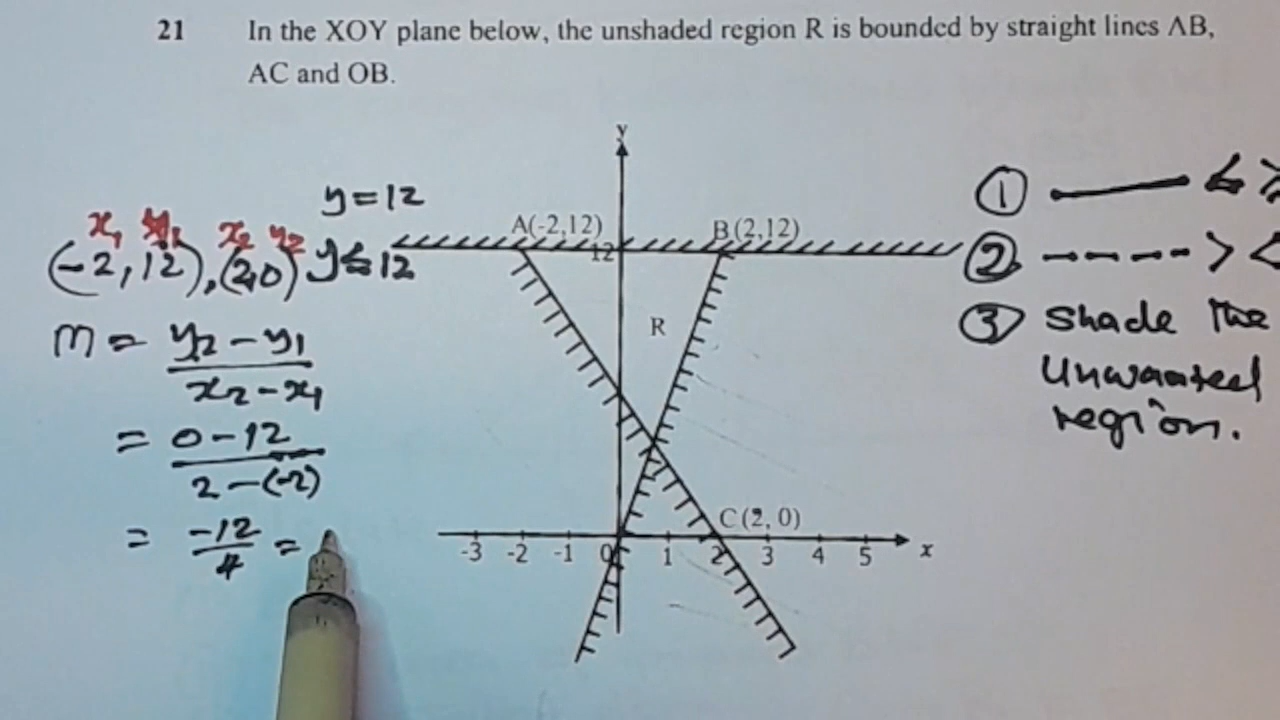 21 In the XOY plane below, the unshaded region R is bounded by straight lines AB,
AC and OB.
y
y = 12
A(-2,12)
B(2,12)
12
x₁ y₁ x₂ y₂
(-2, 12), (2,0)
y ≤ 12
m = y₂ - y₁
x₂ - x₁
= 0 - 12
2 - (-2)
= -12
4
=
R
C(2, 0)
-3 -2 -1 0 1 2 3 4 5 x
① ≤ ≥
② > <
③ Shade the
Unwanted
region.